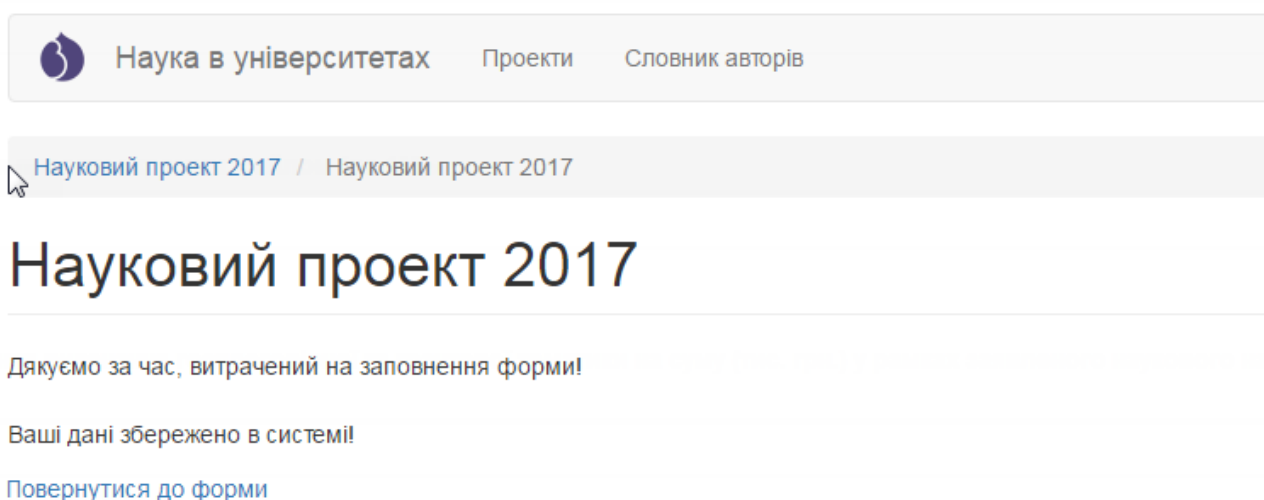 Наука в університетах Проекти Словник авторів
Науковий проект 2017 / Науковий проект 2017
Науковий проект 2017
Дякуємо за час, витрачений на заповнення форми!
Ваші дані збережено в системі!
Повернутися до форми